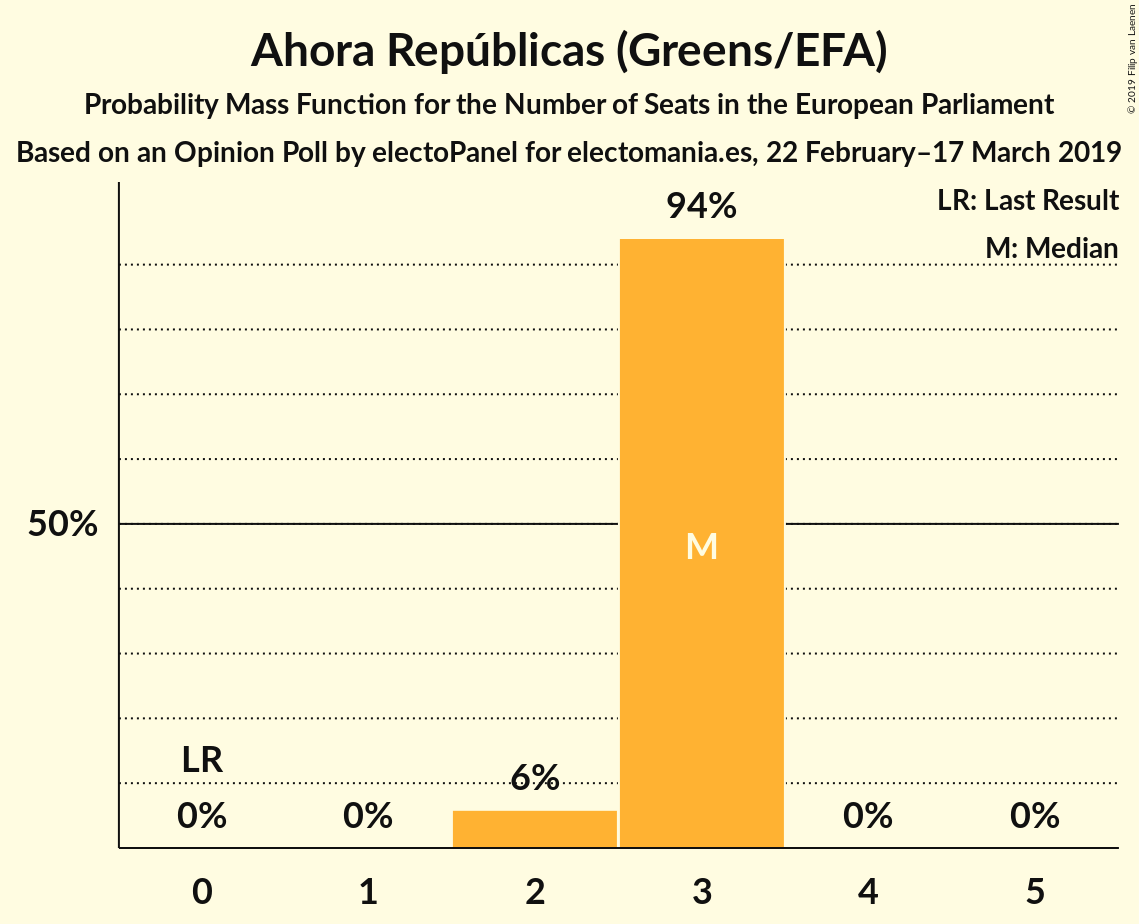 Ahora Repúblicas (Greens/EFA)
Probability Mass Function for the Number of Seats in the European Parliament
Based on an Opinion Poll by electoPanel for electomania.es, 22 February–17 March 2019
© 2019 Filip van Laenen
LR: Last Result
M: Median
94%
50%
M
LR
6%
0%
0%
0%
0%
0
1
2
3
4
5